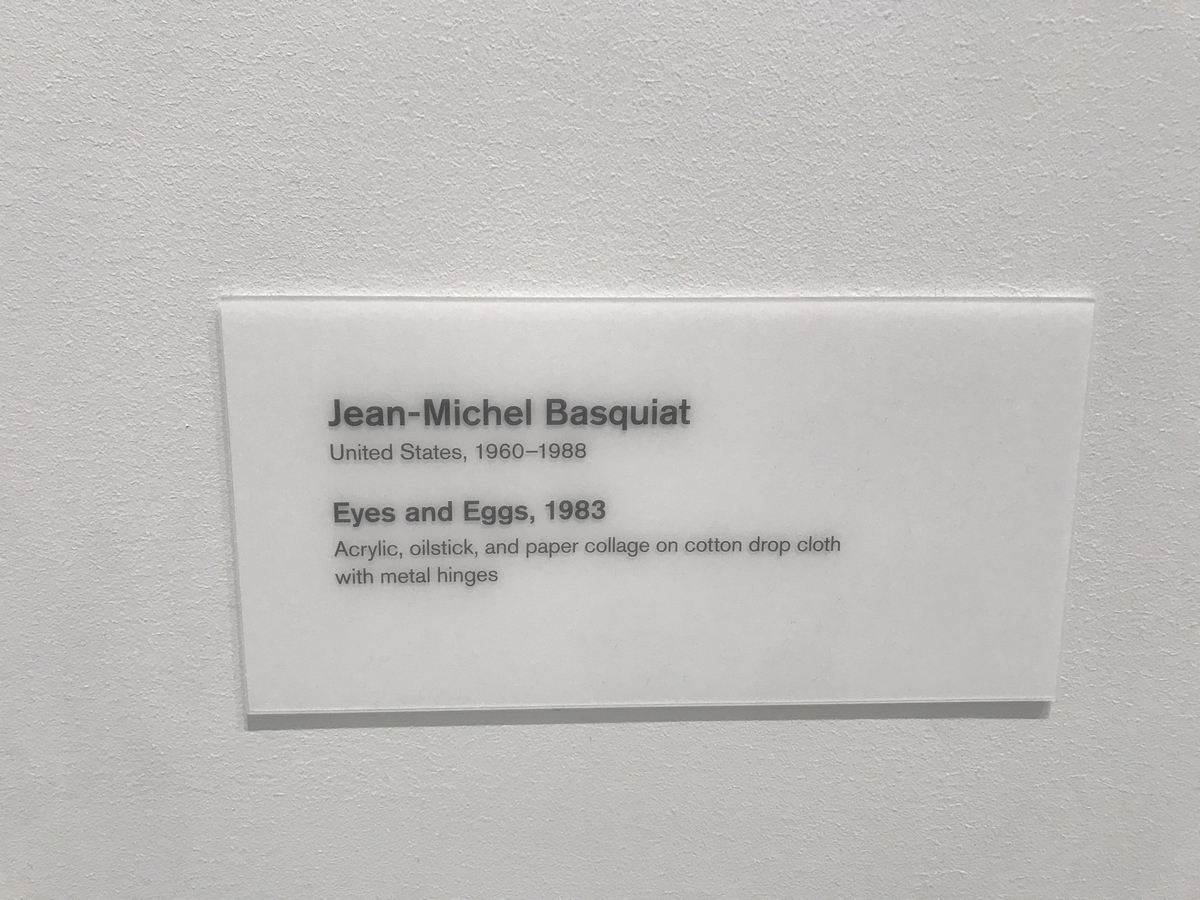 Jean-Michel Basquiat
United States, 1960–1988
Eyes and Eggs, 1983
Acrylic, oilstick, and paper collage on cotton drop cloth
with metal hinges